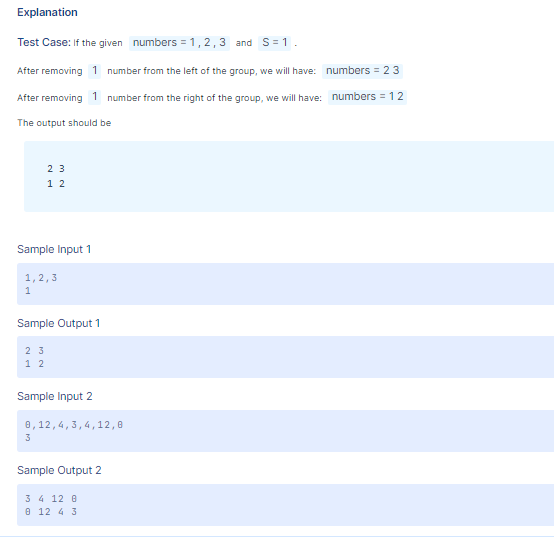 Explanation
Test Case: If the given numbers = 1, 2, 3 and S = 1 .
After removing 1 number from the left of the group, we will have: numbers = 2 3
After removing 1 number from the right of the group, we will have: numbers = 1 2
The output should be
2 3
1 2
Sample Input 1
1,2,3
1
Sample Output 1
2 3
1 2
Sample Input 2
0,12,4,3,4,12,0
3
Sample Output 2
3 4 12 0
0 12 4 3